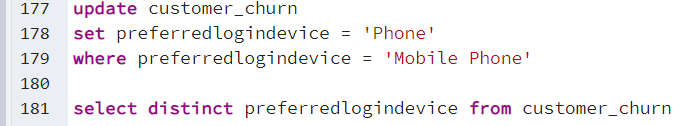 177 update customer_churn
178 set preferredlogindevice = 'Phone'
179 where preferredlogindevice = 'Mobile Phone'
180
181 select distinct preferredlogindevice from customer_churn